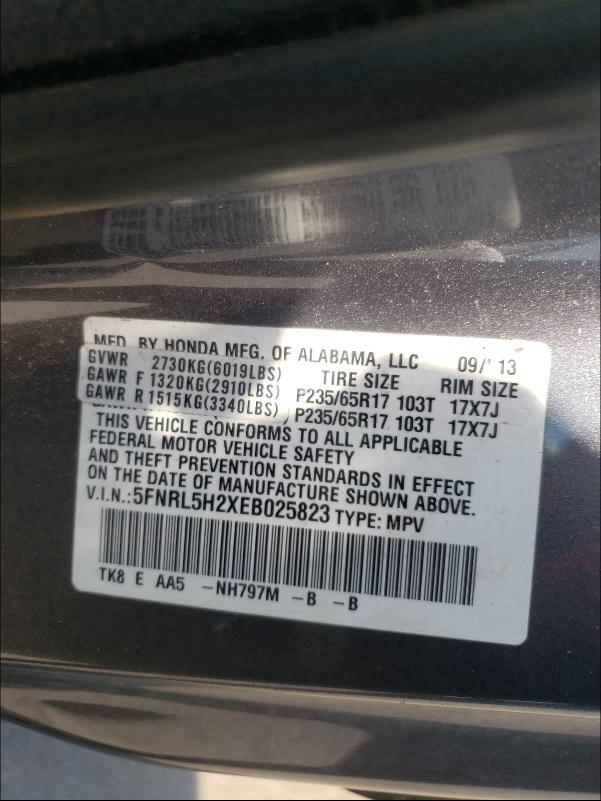 MFD. BY HONDA MFG. OF ALABAMA, LLC 09/'13
GVWR 2730KG(6019LBS) TIRE SIZE RIM SIZE
GAWR F 1320KG(2910LBS) P235/65R17 103T 17X7J
GAWR R 1515KG(3340LBS) P235/65R17 103T 17X7J
THIS VEHICLE CONFORMS TO ALL APPLICABLE
FEDERAL MOTOR VEHICLE SAFETY
AND THEFT PREVENTION STANDARDS IN EFFECT
ON THE DATE OF MANUFACTURE SHOWN ABOVE.
V.I.N.:5FNRL5H2XEB025823 TYPE: MPV
TK8 E AA5 -NH797M -B -B